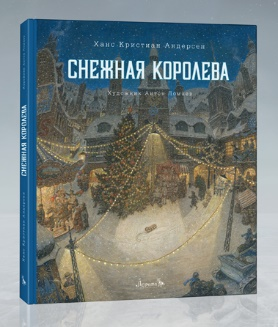 Ханс Кристиан Андерсен
СНЕЖНАЯ КОРОЛЕВА
Художник Антон Ломаев
СНЕЖНАЯ КОРОЛЕВА